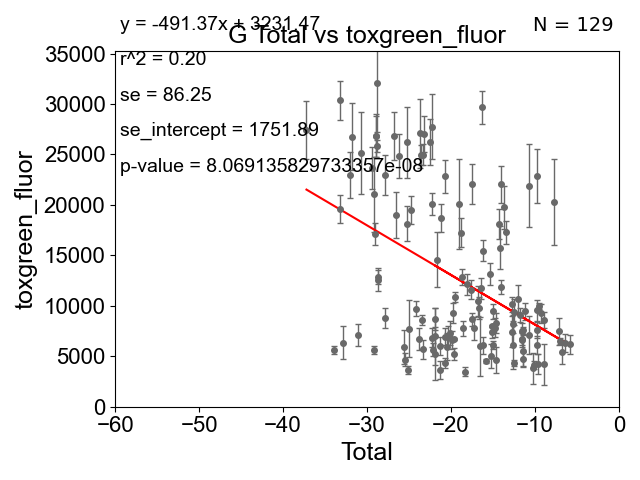 y = -491.37x + 3231.47
N = 129
G Total vs toxgreen_fluor
r^2 = 0.20
se = 86.25
se_intercept = 1751.89
p-value = 8.069135829733357e-08
toxgreen_fluor
35000
30000
25000
20000
15000
10000
5000
0
−60
−50
−40
−30
−20
−10
0
Total